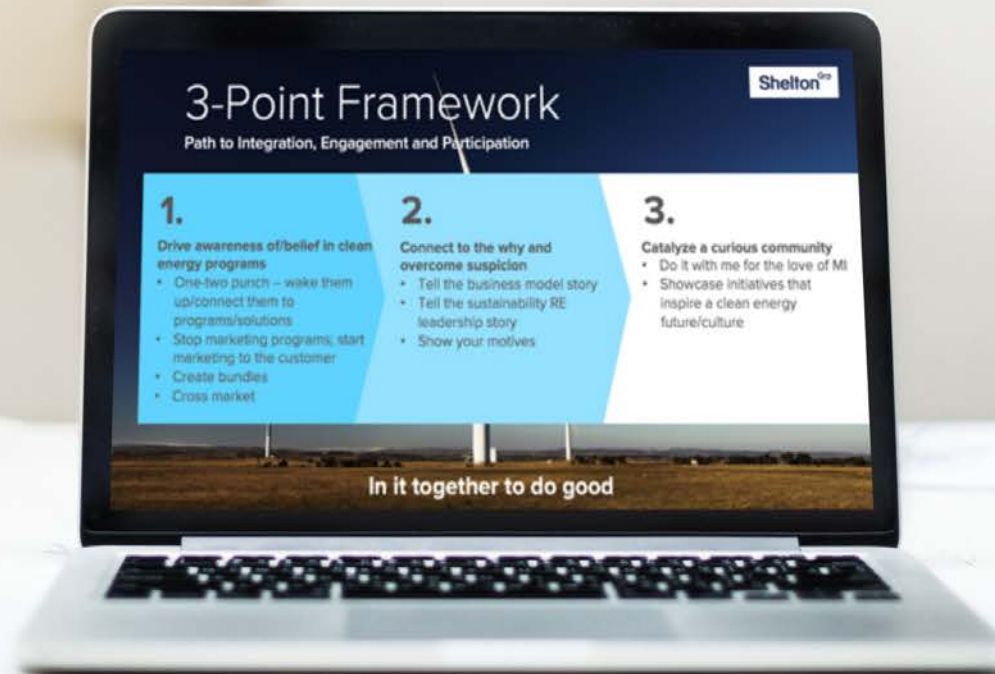 3-Point Framework
Path to Integration, Engagement and Participation
Shelton Grp
1.
Drive awareness of/belief in clean
energy programs
• One-two punch – wake them
up/connect them to
programs/solutions
• Stop marketing programs; start
marketing to the customer
• Create bundles
• Cross market
2.
Connect to the why and
overcome suspicion
• Tell the business model story
• Tell the sustainability RE
leadership story
• Show your motives
3.
Catalyze a curious community
• Do it with me for the love of MI
• Showcase initiatives that
inspire a clean energy
future/culture
In it together to do good